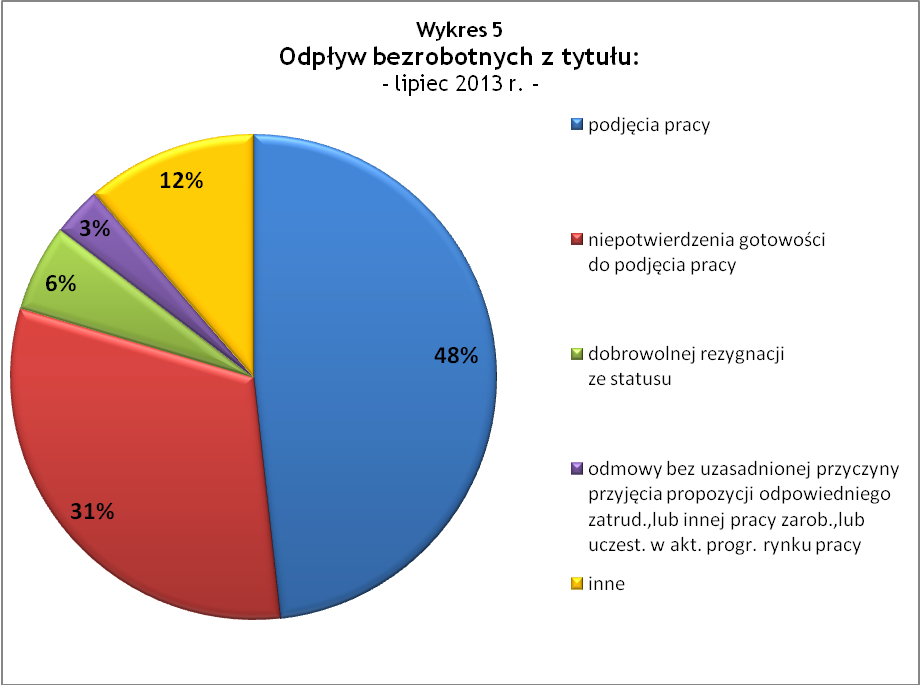 Wykres 5
Odpływ bezrobotnych z tytułu:
- lipiec 2013 r. -
12%
3%
6%
48%
31%
podjęcia pracy
niepotwierdzenia gotowości
do podjęcia pracy
dobrowolnej rezygnacji
ze statusu
odmowy bez uzasadnionej przyczyny
przyjęcia propozycji odpowiedniego
zatrud.,lub innej pracy zarob.,lub
uczest. w akt. progr. rynku pracy
inne